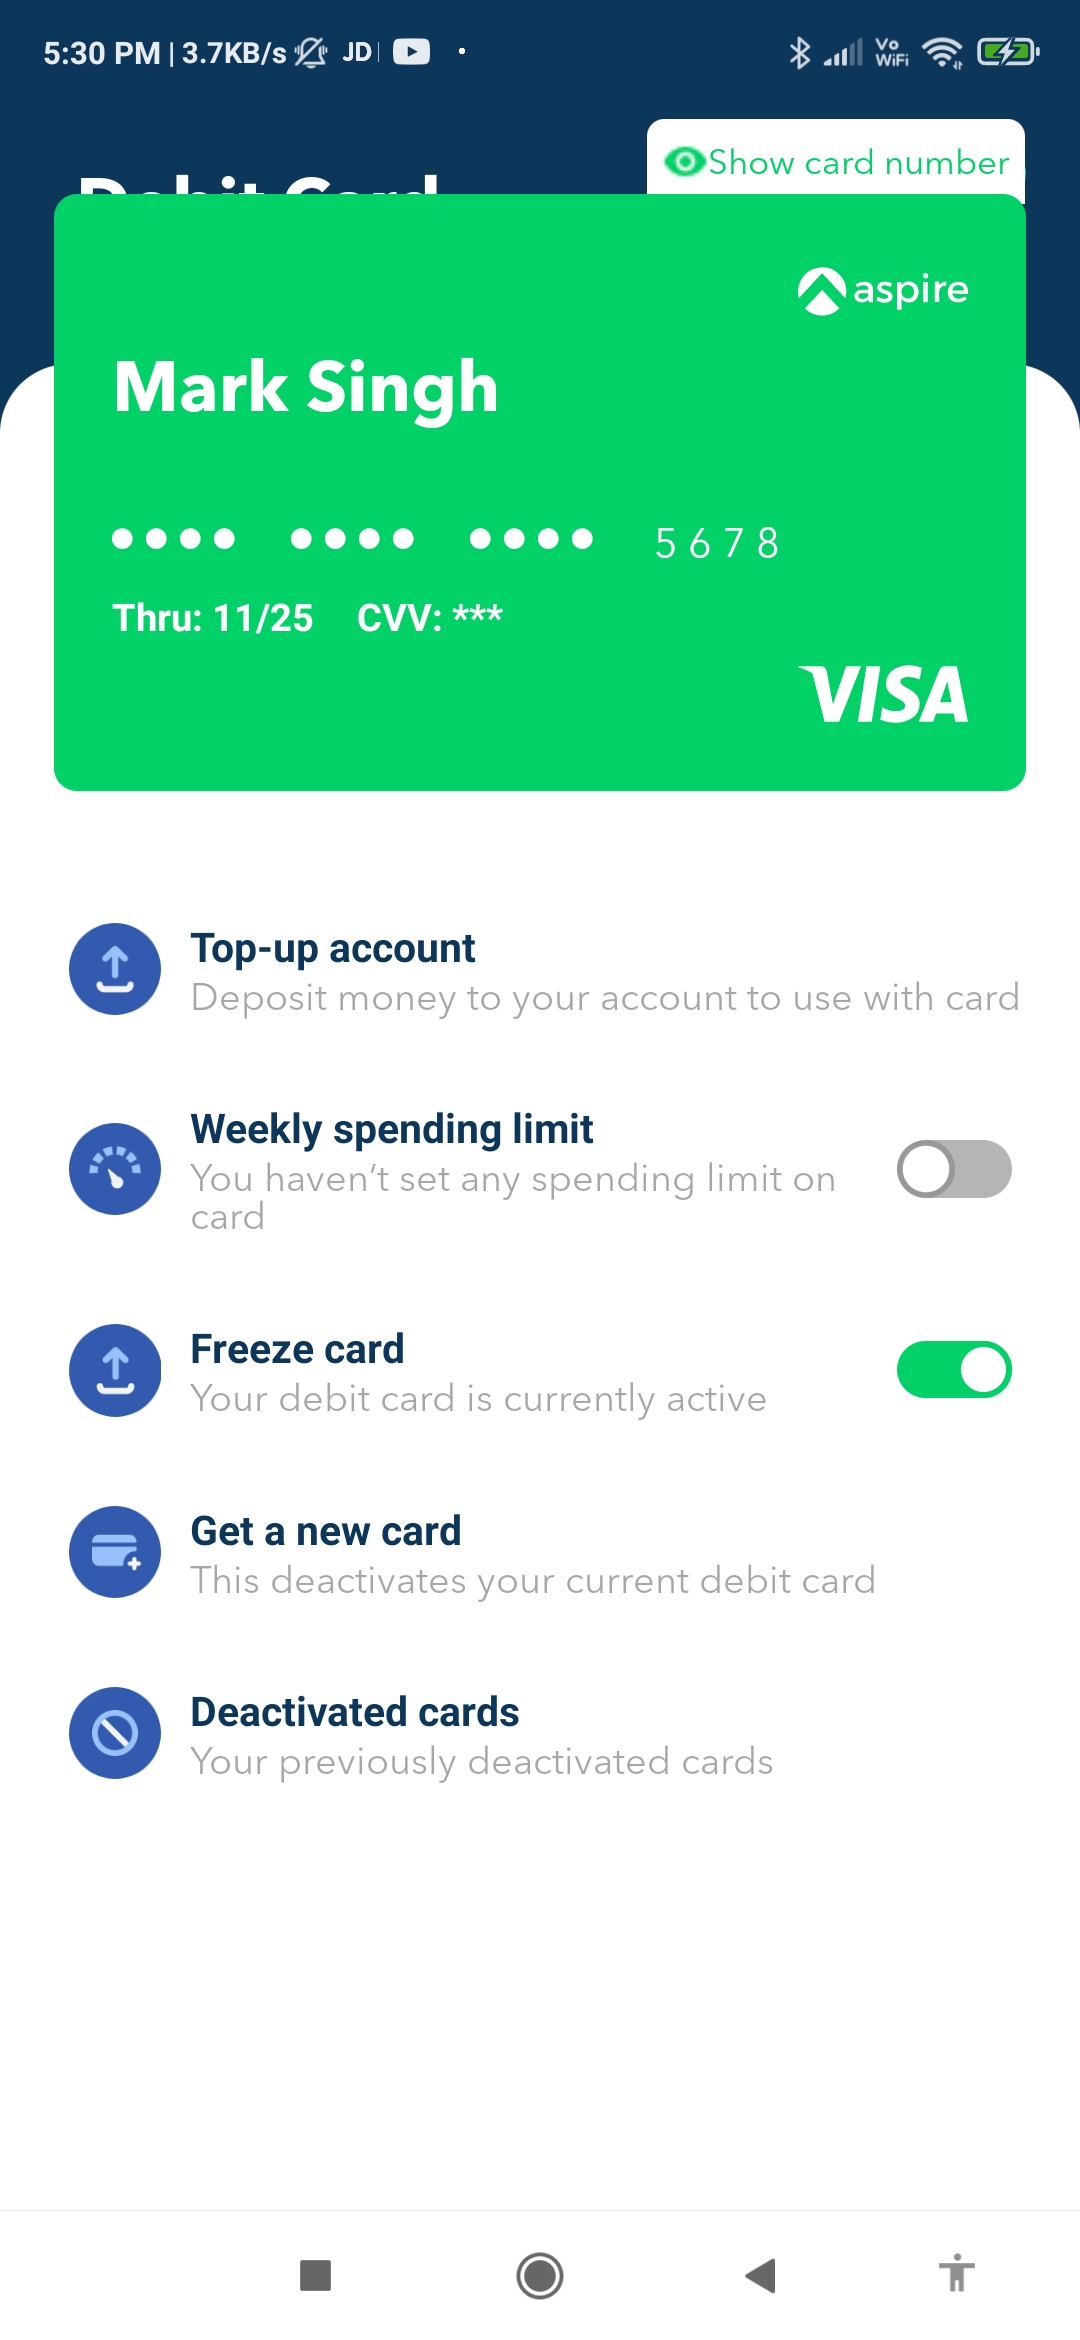 5:30 PM | 3.7KB/s JD
Vo
WiFi
Show card number
Debit Card
aspire
Mark Singh
•••• •••• •••• 5678
Thru: 11/25 CVV: ***
VISA
Top-up account
Deposit money to your account to use with card
Weekly spending limit
You haven’t set any spending limit on
card
Freeze card
Your debit card is currently active
Get a new card
This deactivates your current debit card
Deactivated cards
Your previously deactivated cards